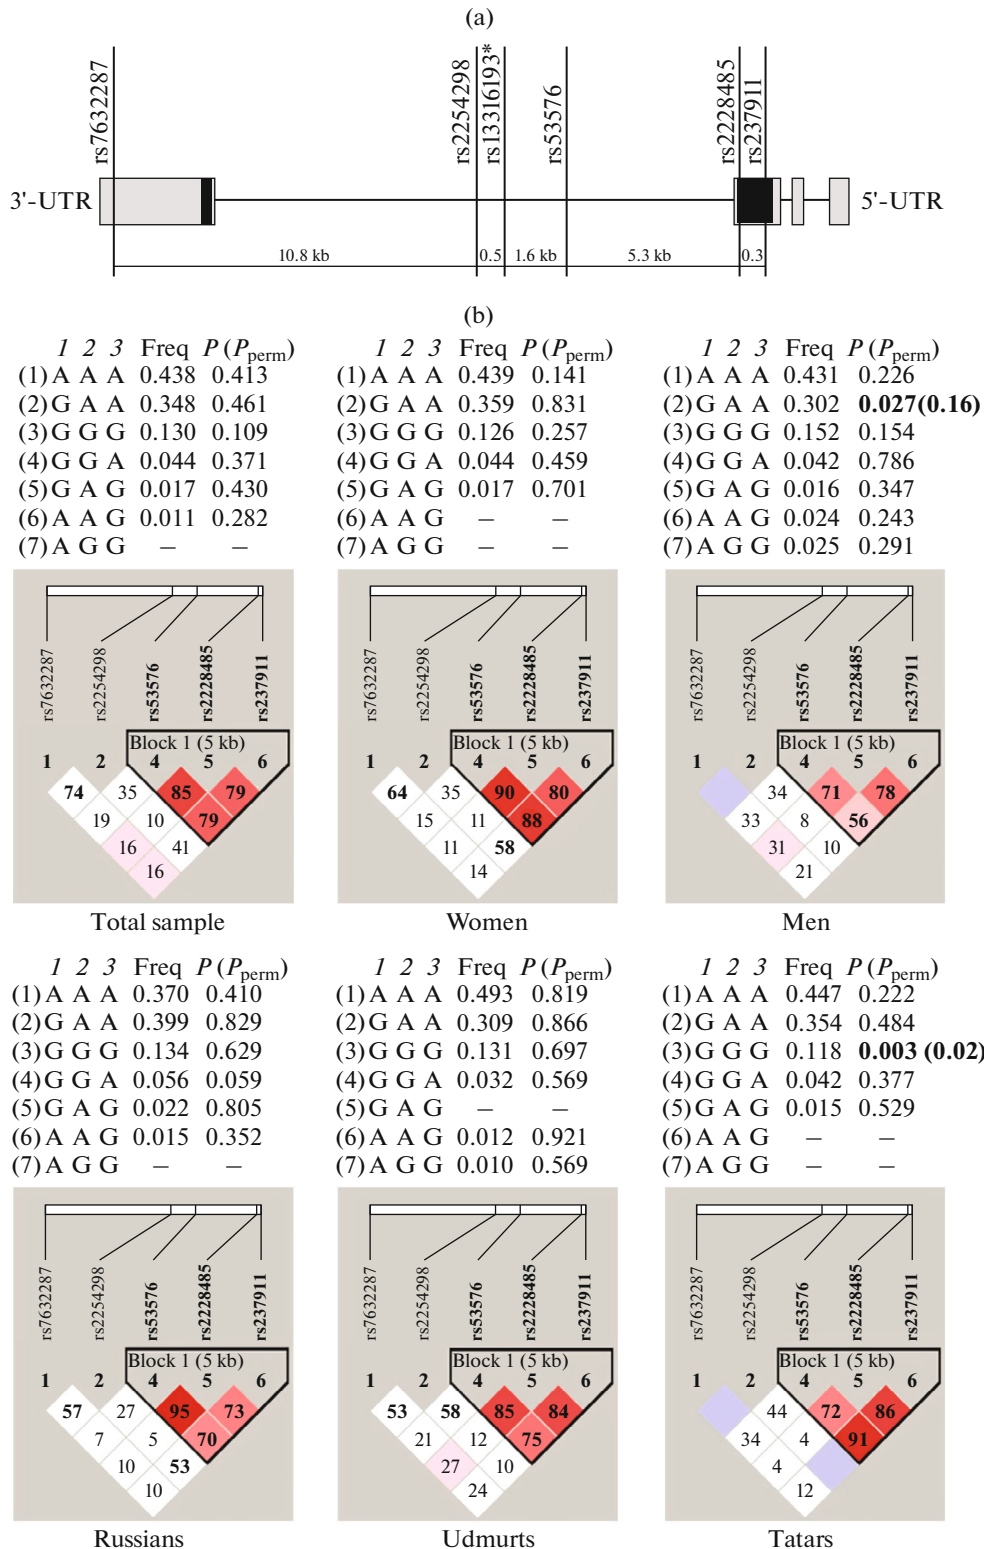 (a)
rs7632287
rs2254298
rs13316193*
rs53576
rs2228485
rs237911
3'-UTR
5'-UTR
10.8 kb
0.5
1.6 kb
5.3 kb
0.3
(b)
1 2 3 Freq P (Pperm)
(1) A A A 0.438 0.413
(2) G A A 0.348 0.461
(3) G G G 0.130 0.109
(4) G G A 0.044 0.371
(5) G A G 0.017 0.430
(6) A A G 0.011 0.282
(7) A G G – –
rs7632287
rs2254298
rs53576
rs2228485
rs237911
Block 1 (5 kb)
1 2 4 5 6
74 35 85 79
19 10 79
16 41
16
Total sample
1 2 3 Freq P (Pperm)
(1) A A A 0.439 0.141
(2) G A A 0.359 0.831
(3) G G G 0.126 0.257
(4) G G A 0.044 0.459
(5) G A G 0.017 0.701
(6) A A G – –
(7) A G G – –
rs7632287
rs2254298
rs53576
rs2228485
rs237911
Block 1 (5 kb)
1 2 4 5 6
64 35 90 80
15 11 88
11 58
14
Women
1 2 3 Freq P (Pperm)
(1) A A A 0.431 0.226
(2) G A A 0.302 0.027(0.16)
(3) G G G 0.152 0.154
(4) G G A 0.042 0.786
(5) G A G 0.016 0.347
(6) A A G 0.024 0.243
(7) A G G 0.025 0.291
rs7632287
rs2254298
rs53576
rs2228485
rs237911
Block 1 (5 kb)
1 2 4 5 6
34 71 78
33 8 56
31 10
21
Men
1 2 3 Freq P (Pperm)
(1) A A A 0.370 0.410
(2) G A A 0.399 0.829
(3) G G G 0.134 0.629
(4) G G A 0.056 0.059
(5) G A G 0.022 0.805
(6) A A G 0.015 0.352
(7) A G G – –
rs7632287
rs2254298
rs53576
rs2228485
rs237911
Block 1 (5 kb)
1 2 4 5 6
57 27 95 73
7 5 70
10 53
10
Russians
1 2 3 Freq P (Pperm)
(1) A A A 0.493 0.819
(2) G A A 0.309 0.866
(3) G G G 0.131 0.697
(4) G G A 0.032 0.569
(5) G A G – –
(6) A A G 0.012 0.921
(7) A G G 0.010 0.569
rs7632287
rs2254298
rs53576
rs2228485
rs237911
Block 1 (5 kb)
1 2 4 5 6
53 58 85 84
21 12 75
27 10
24
Udmurts
1 2 3 Freq P (Pperm)
(1) A A A 0.447 0.222
(2) G A A 0.354 0.484
(3) G G G 0.118 0.003 (0.02)
(4) G G A 0.042 0.377
(5) G A G 0.015 0.529
(6) A A G – –
(7) A G G – –
rs7632287
rs2254298
rs53576
rs2228485
rs237911
Block 1 (5 kb)
1 2 4 5 6
44 72 86
34 4 91
4
12
Tatars